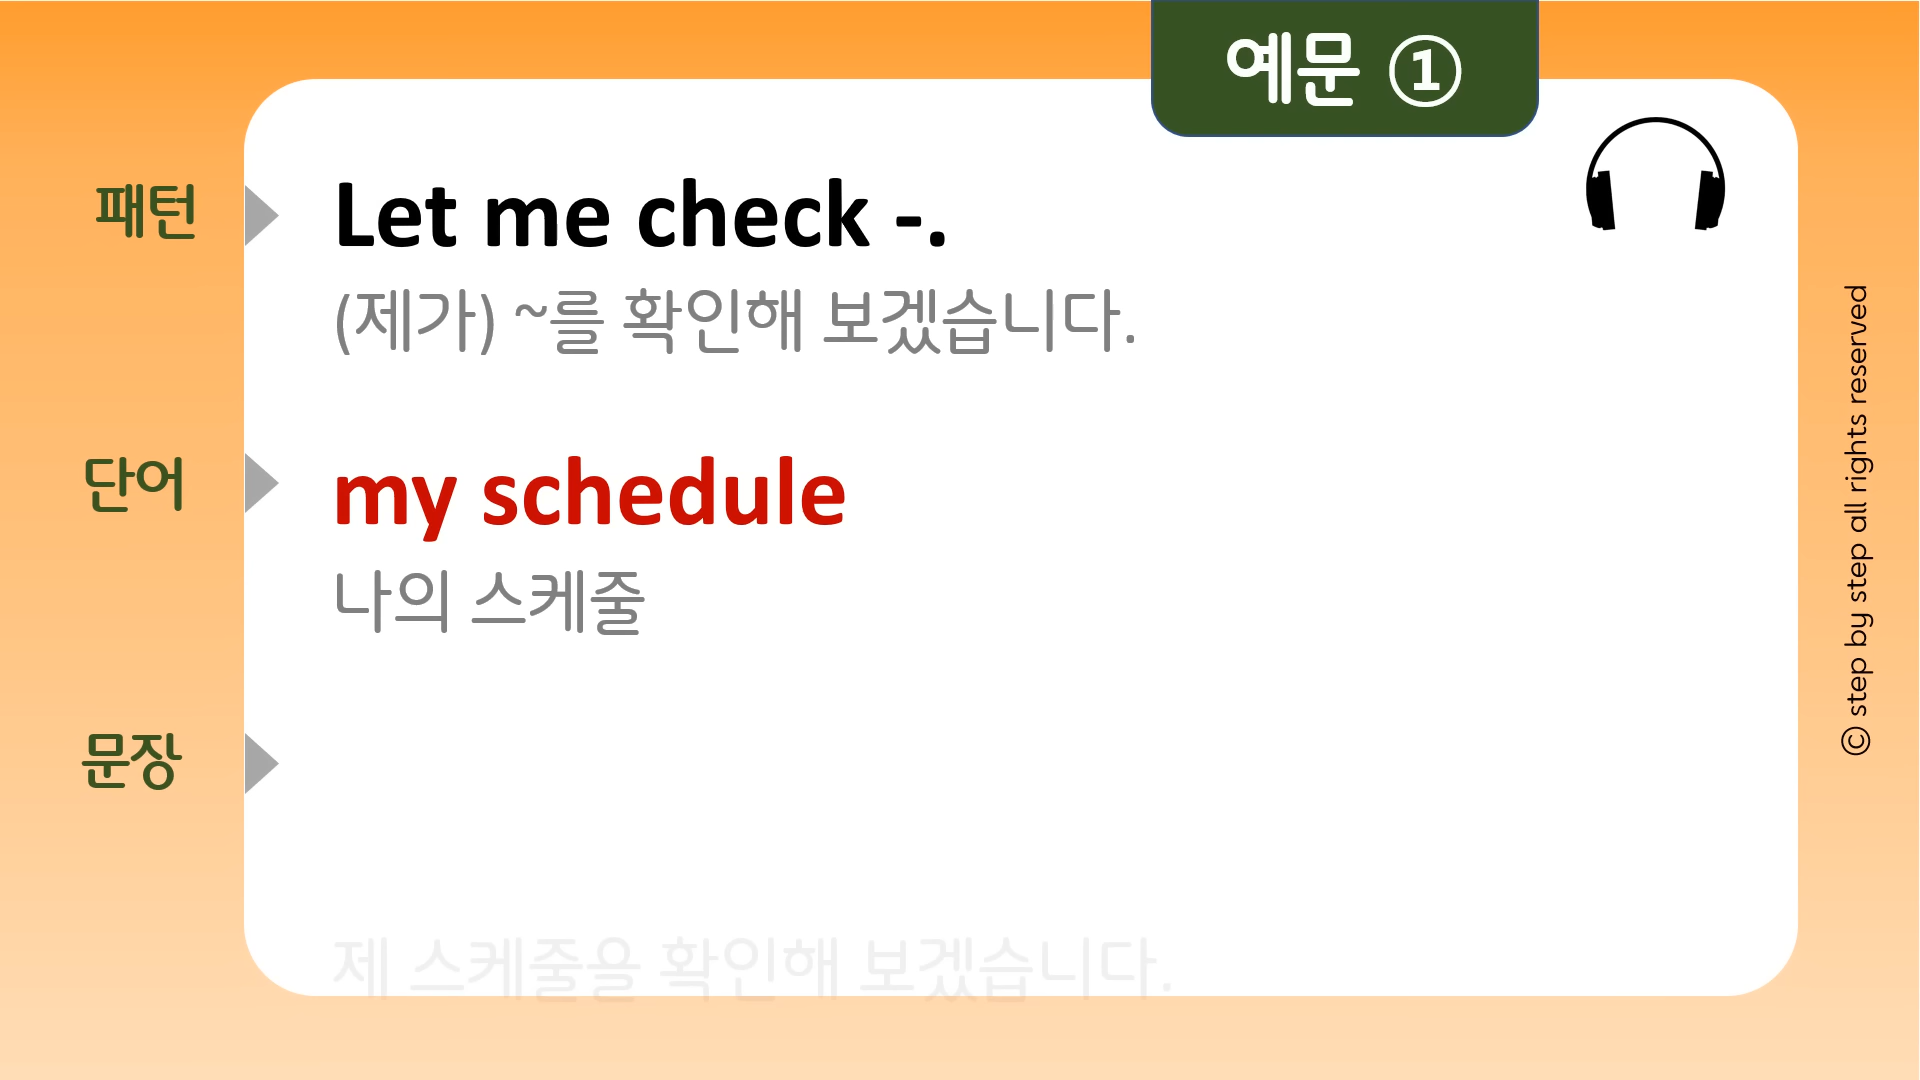 예문 ①
패턴
Let me check -.
(제가) ~를 확인해 보겠습니다.
단어
my schedule
나의 스케줄
문장
제 스케줄을 확인해 보겠습니다.
© step by step all rights reserved